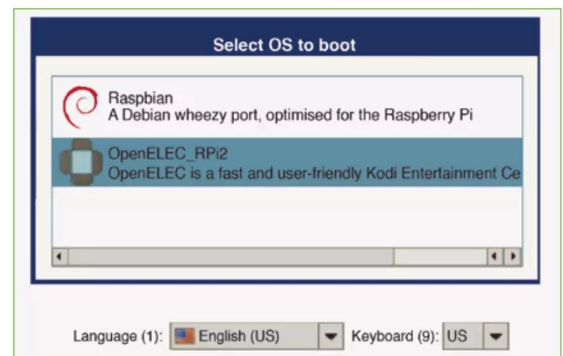 Select OS to boot
Raspbian
A Debian wheezy port, optimised for the Raspberry Pi
OpenELEC_RPi2
OpenELEC is a fast and user-friendly Kodi Entertainment Ce
Language (1): English (US) Keyboard (9): US